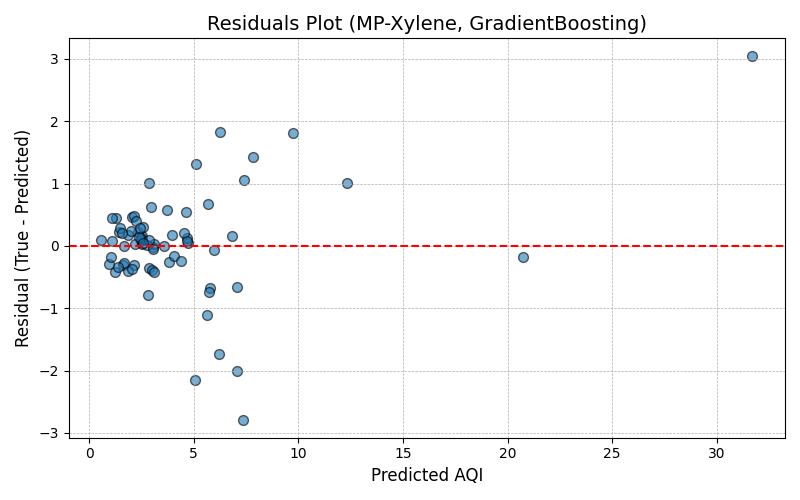 Residuals Plot (MP-Xylene, GradientBoosting)
Residual (True - Predicted)
3
2
1
0
−1
−2
−3
0 5 10 15 20 25 30
Predicted AQI